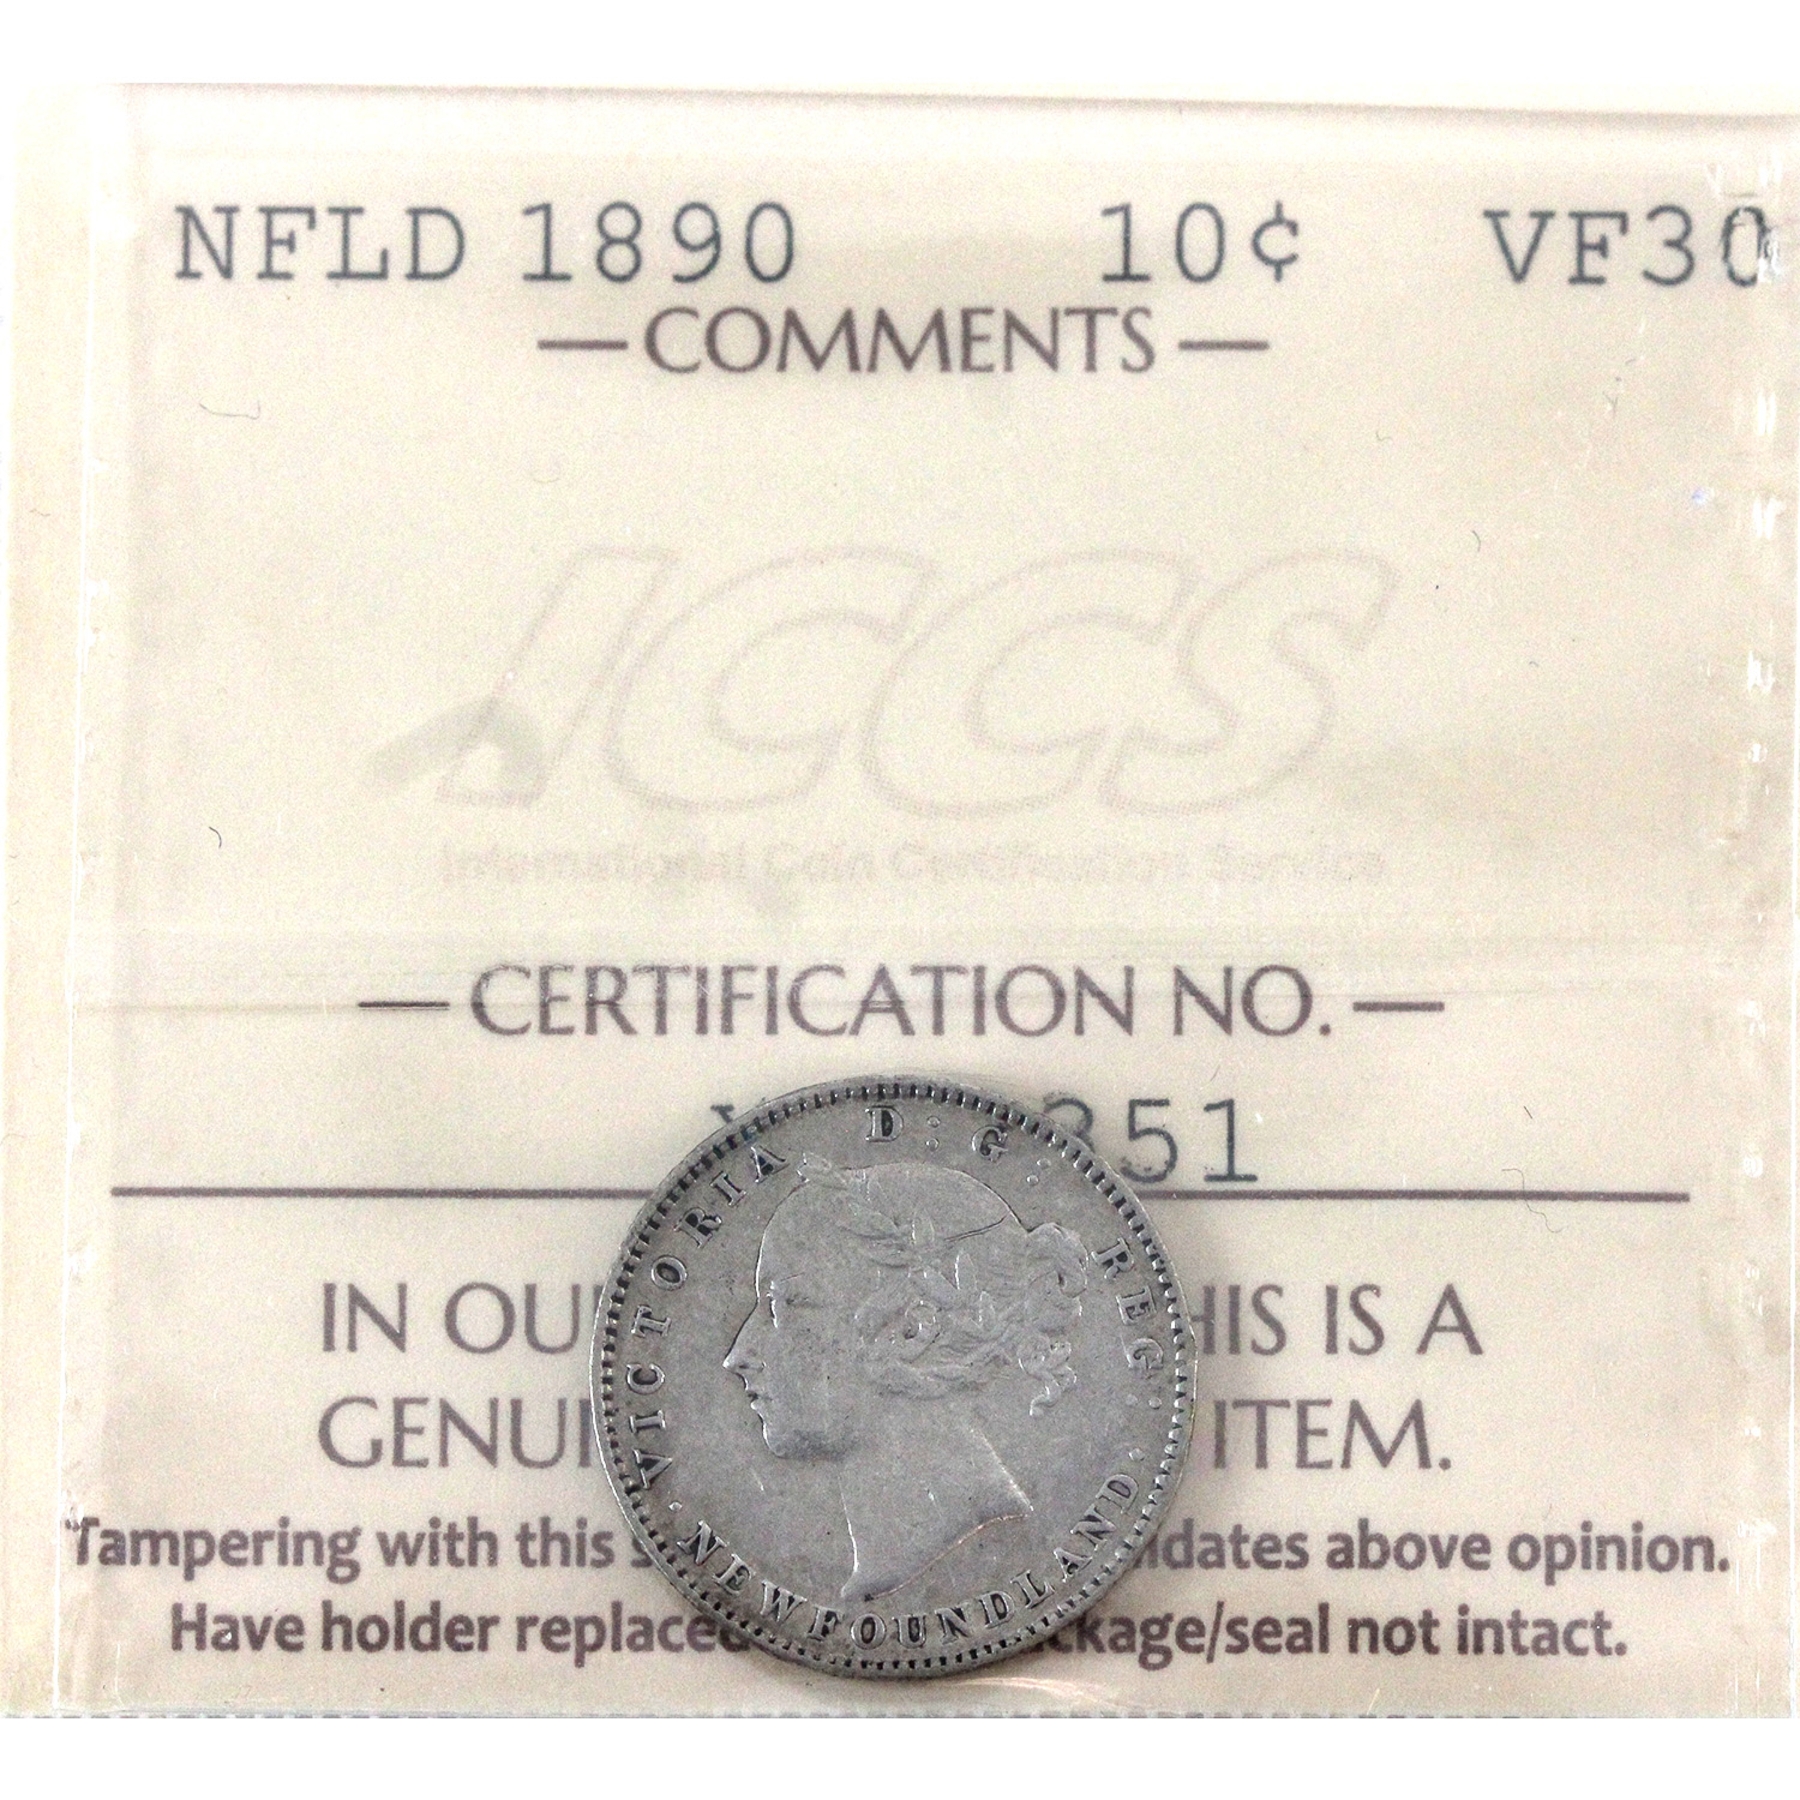 NFLD 1890 10¢ VF30
—COMMENTS—
ICCS
International Coin Certification Service
—CERTIFICATION NO.—
351
IN OU HIS IS A
GENUI ITEM.
Tampering with this s idates above opinion.
Have holder replaced ckage/seal not intact.
VICTORIA D: G: REG:
NEWFOUNDLAND